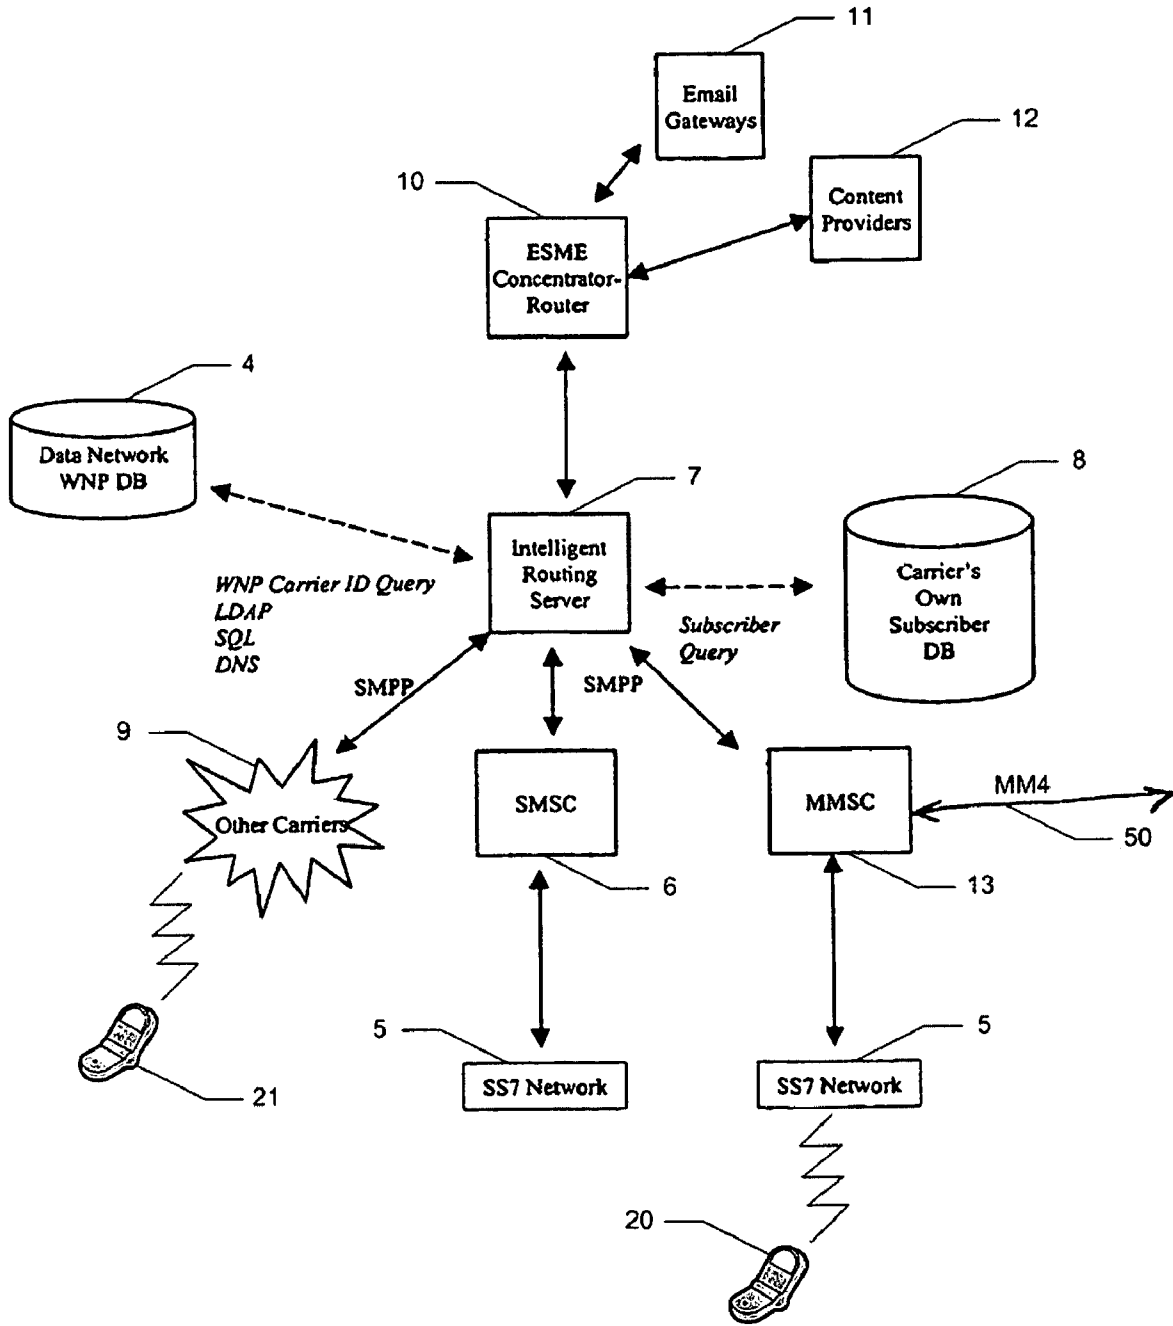 11
Email
Gateways
12
10
Content
Providers
ESME
Concentrator-
Router
4
Data Network
WNP DB
7
8
Intelligent
Routing
Server
Carrier's
Own
Subscriber
DB
WNP Carrier ID Query
LDAP
SQL
DNS
Subscriber
Query
SMPP
SMPP
9
Other Carriers
SMSC
MMSC
MM4
50
6
13
5
5
SS7 Network
SS7 Network
21
20